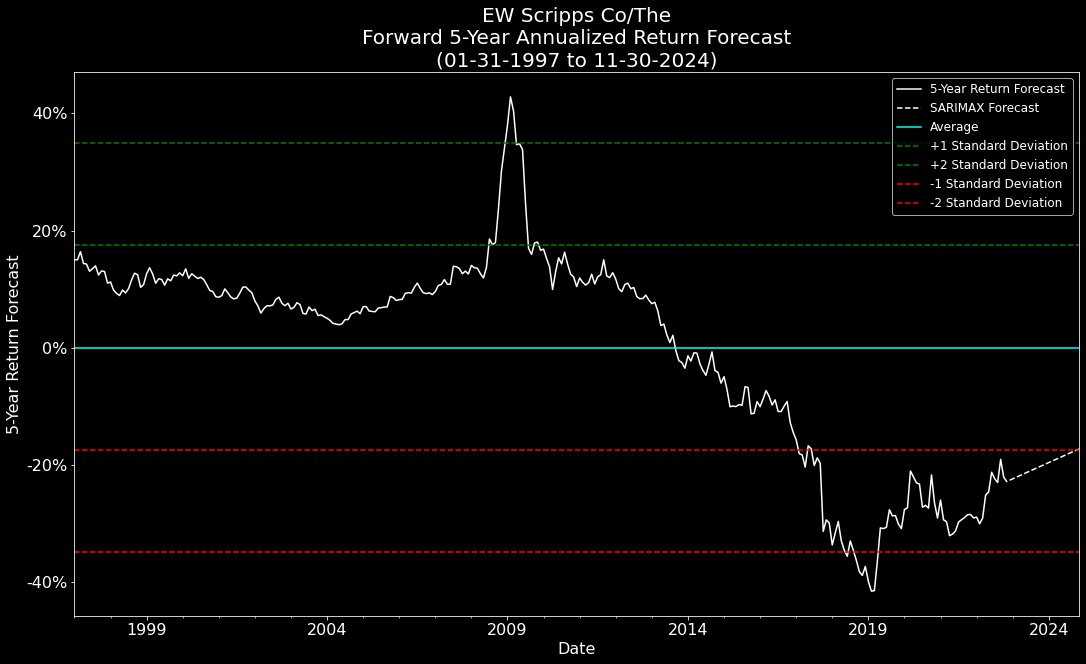 EW Scripps Co/The
Forward 5-Year Annualized Return Forecast
(01-31-1997 to 11-30-2024)
5-Year Return Forecast
SARIMAX Forecast
Average
+1 Standard Deviation
+2 Standard Deviation
-1 Standard Deviation
-2 Standard Deviation
5-Year Return Forecast
40%
20%
0%
-20%
-40%
1999 2004 2009 2014 2019 2024
Date